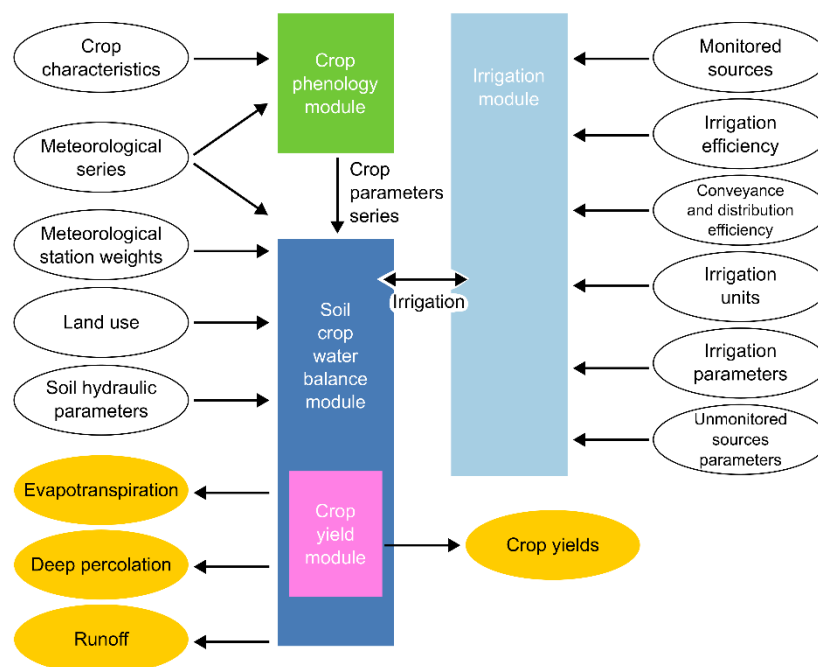 Crop
characteristics
Meteorological
series
Meteorological
station weights
Land use
Soil hydraulic
parameters
Evapotranspiration
Deep percolation
Runoff
Crop
phenology
module
Crop
parameters
series
Soil
crop
water
balance
module
Crop
yield
module
Irrigation
Irrigation
module
Crop yields
Monitored
sources
Irrigation
efficiency
Conveyance
and distribution
efficiency
Irrigation
units
Irrigation
parameters
Unmonitored
sources
parameters